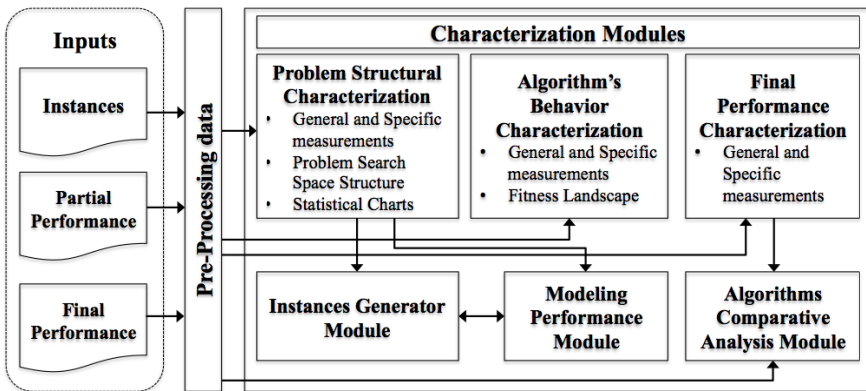 Inputs
Instances
Partial
Performance
Final
Performance
Pre-Processing data
Characterization Modules
Problem Structural
Characterization
• General and Specific
measurements
• Problem Search
Space Structure
• Statistical Charts
Algorithm's
Behavior
Characterization
• General and Specific
measurements
• Fitness Landscape
Final
Performance
Characterization
• General and
Specific
measurements
Instances Generator
Module
Modeling
Performance
Module
Algorithms
Comparative
Analysis Module